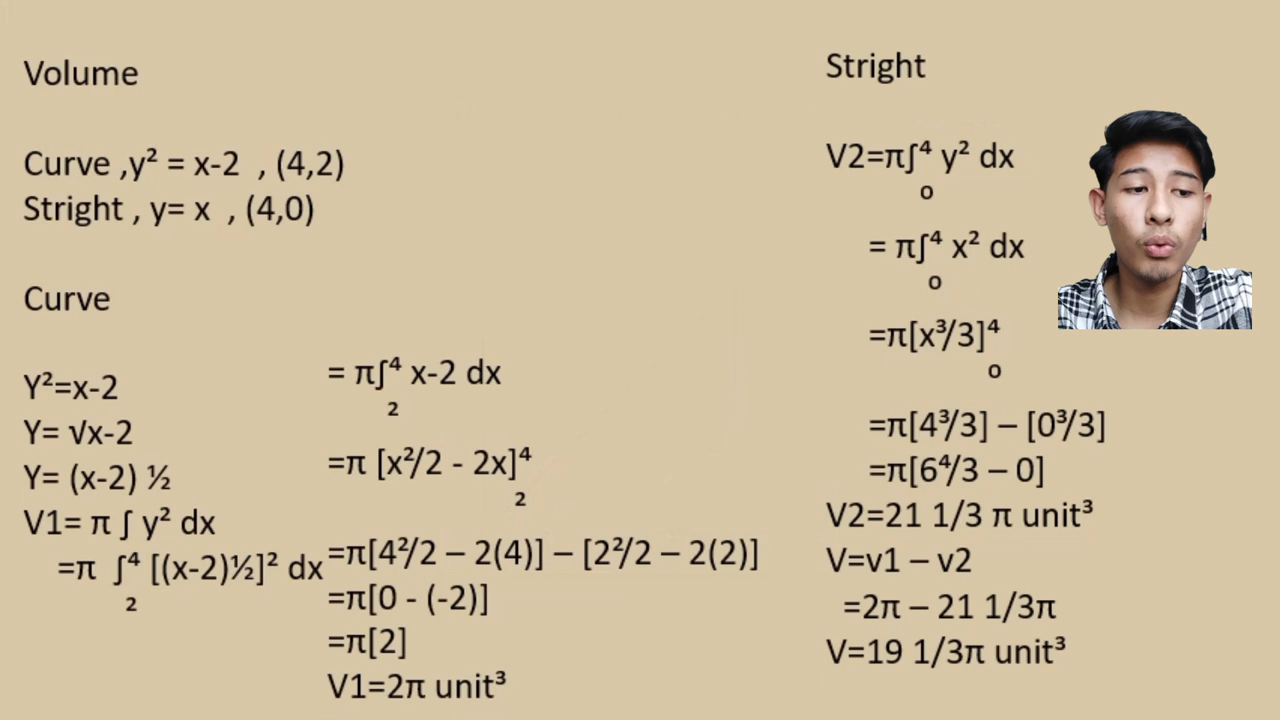 Volume
Curve ,y² = x-2 , (4,2)
Stright , y= x , (4,0)
Curve
Y²=x-2
Y= √x-2
Y= (x-2) ½
V1= π ∫ y² dx
=π ∫⁴ [(x-2)½]² dx
2
= π∫⁴ x-2 dx
2
=π [x²/2 - 2x]⁴
2
=π[4²/2 – 2(4)] – [2²/2 – 2(2)]
=π[0 - (-2)]
=π[2]
V1=2π unit³
Stright
V2=π∫⁴ y² dx
0
= π∫⁴ x² dx
0
=π[x³/3]⁴
0
=π[4³/3] – [0³/3]
=π[6⁴/3 – 0]
V2=21 1/3 π unit³
V=v1 – v2
=2π – 21 1/3π
V=19 1/3π unit³